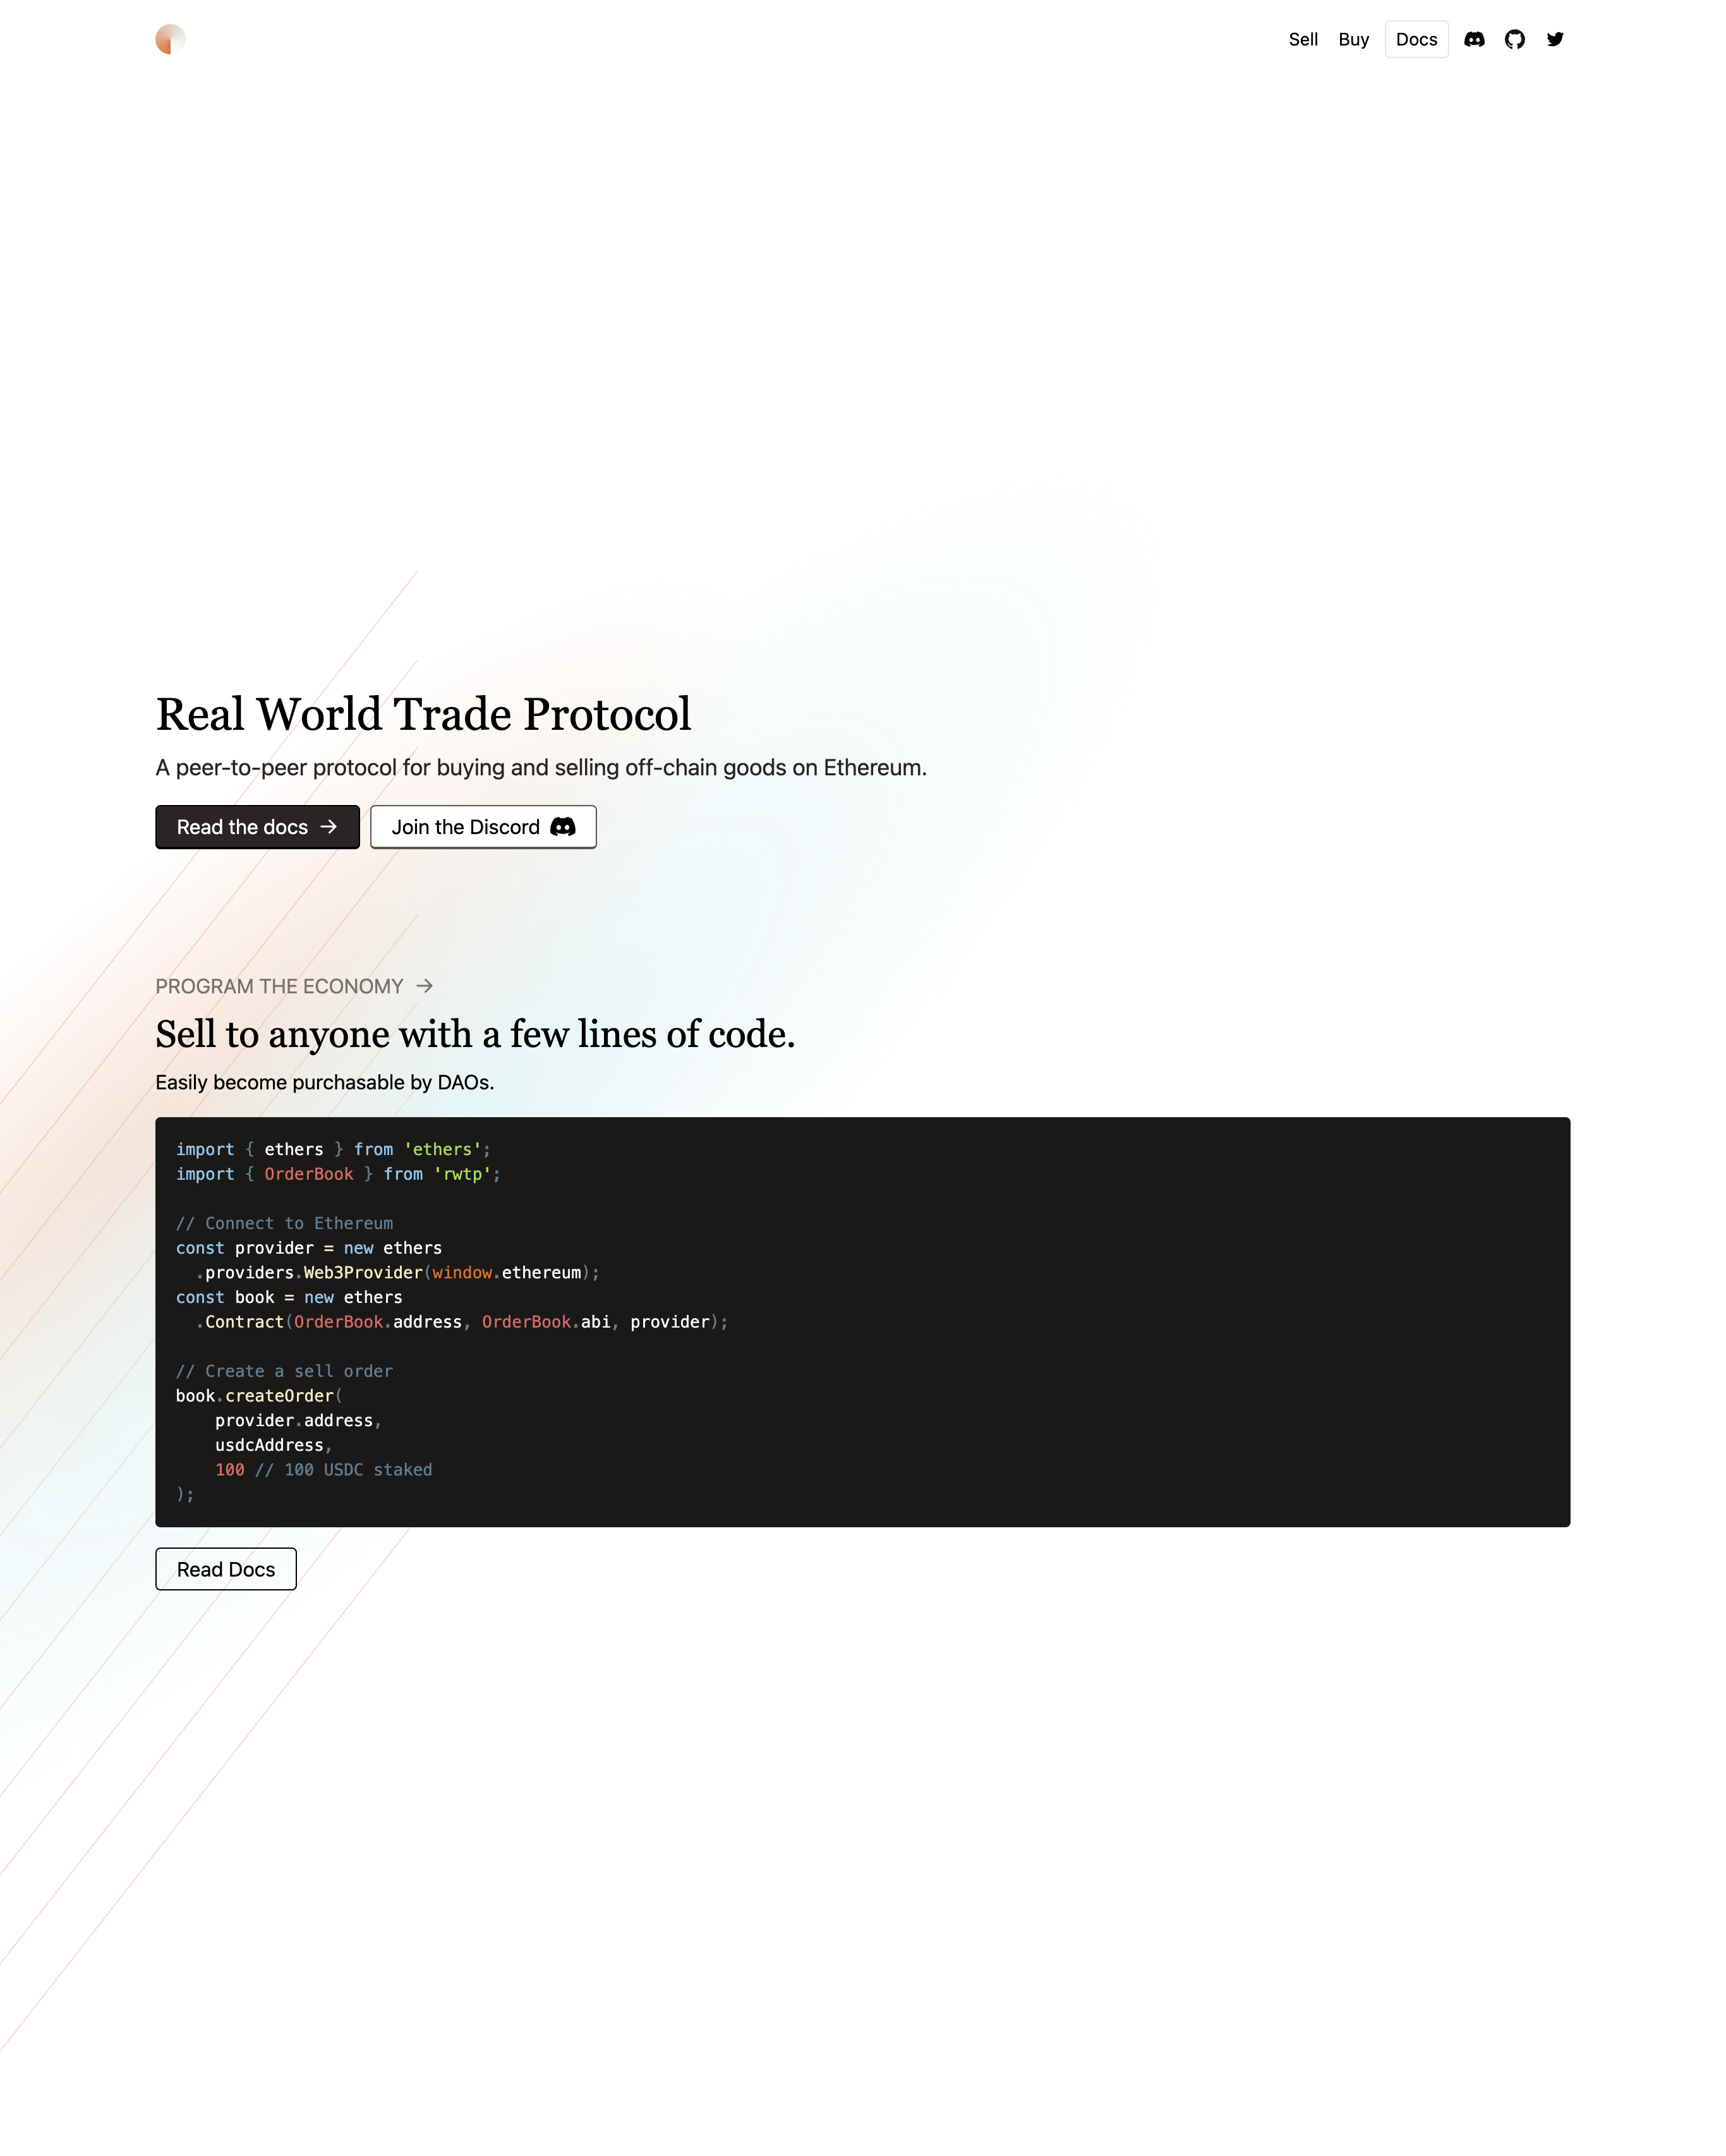 Sell Buy Docs
Real World Trade Protocol
A peer-to-peer protocol for buying and selling off-chain goods on Ethereum.
Read the docs → Join the Discord
PROGRAM THE ECONOMY →
Sell to anyone with a few lines of code.
Easily become purchasable by DAOs.
import { ethers } from 'ethers';
import { OrderBook } from 'rwtp';
// Connect to Ethereum
const provider = new ethers
  .providers.Web3Provider(window.ethereum);
const book = new ethers
  .Contract(OrderBook.address, OrderBook.abi, provider);
// Create a sell order
book.createOrder(
    provider.address,
    usdcAddress,
    100 // 100 USDC staked
);
Read Docs